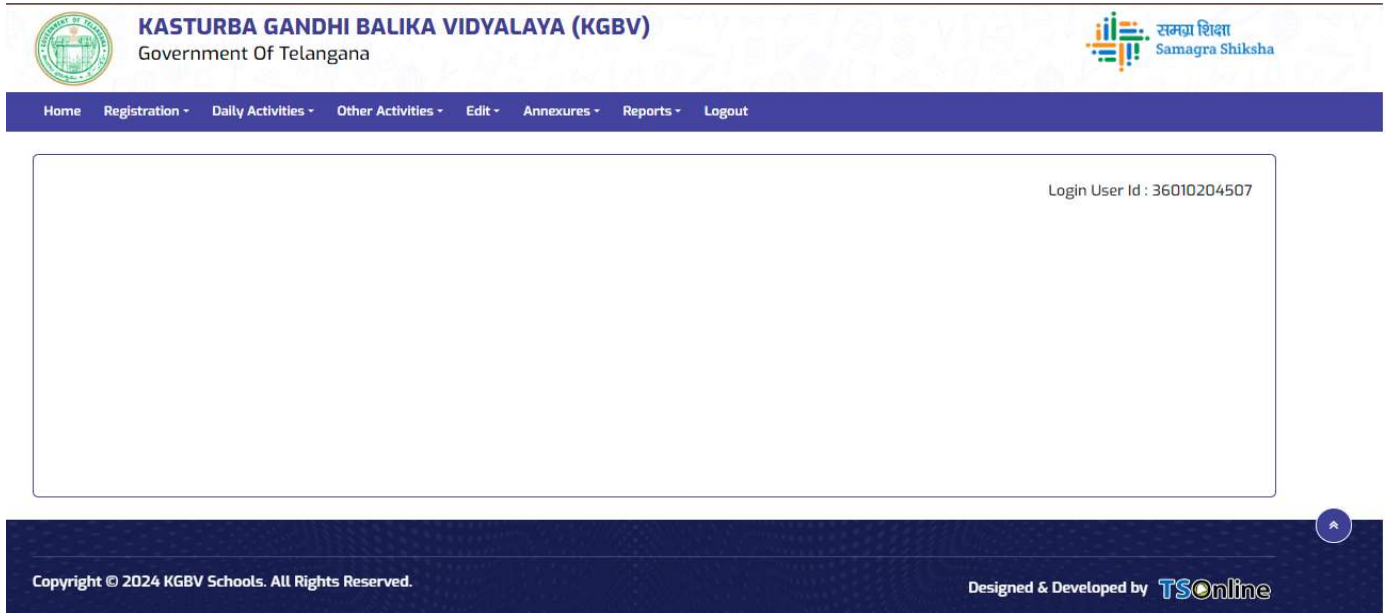 KASTURBA GANDHI BALIKA VIDYALAYA (KGBV)
Government Of Telangana
समग्र शिक्षा
Samagra Shiksha
Home Registration Daily Activities Other Activities Edit Annexures Reports Logout
Login User Id : 36010204507
Copyright © 2024 KGBV Schools. All Rights Reserved.
Designed & Developed by TSOnline